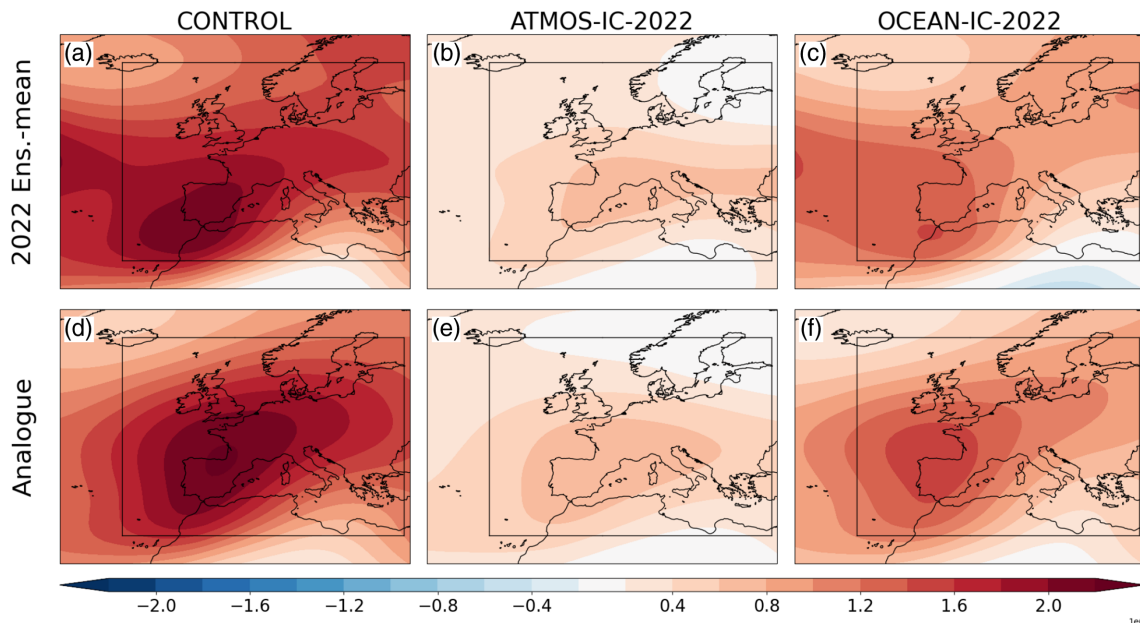 CONTROL ATMOS-IC-2022 OCEAN-IC-2022
2022 Ens.-mean
(a) (b) (c)
Analogue
(d) (e) (f)
−2.0 −1.6 −1.2 −0.8 −0.4 0.4 0.8 1.2 1.6 2.0